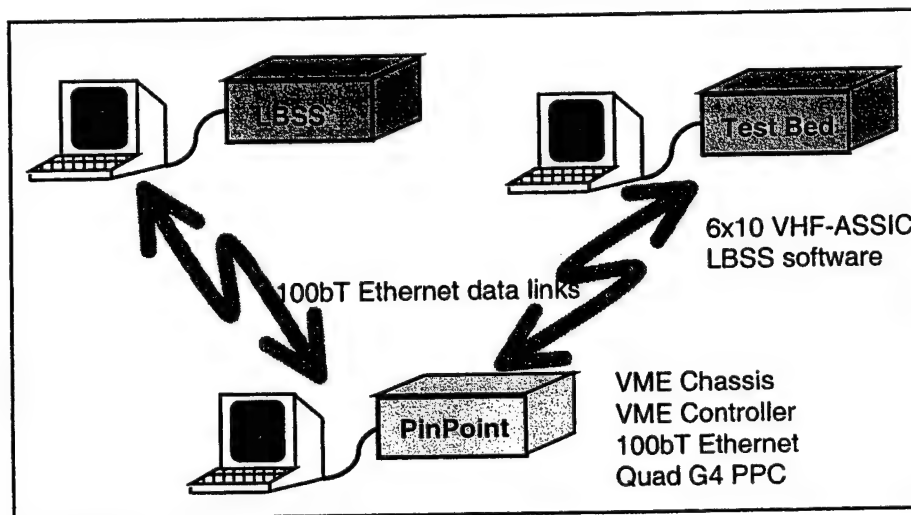 LBSS
Test Bed
6x10 VHF-ASSIC
LBSS software
100bT Ethernet data links
PinPoint
VME Chassis
VME Controller
100bT Ethernet
Quad G4 PPC